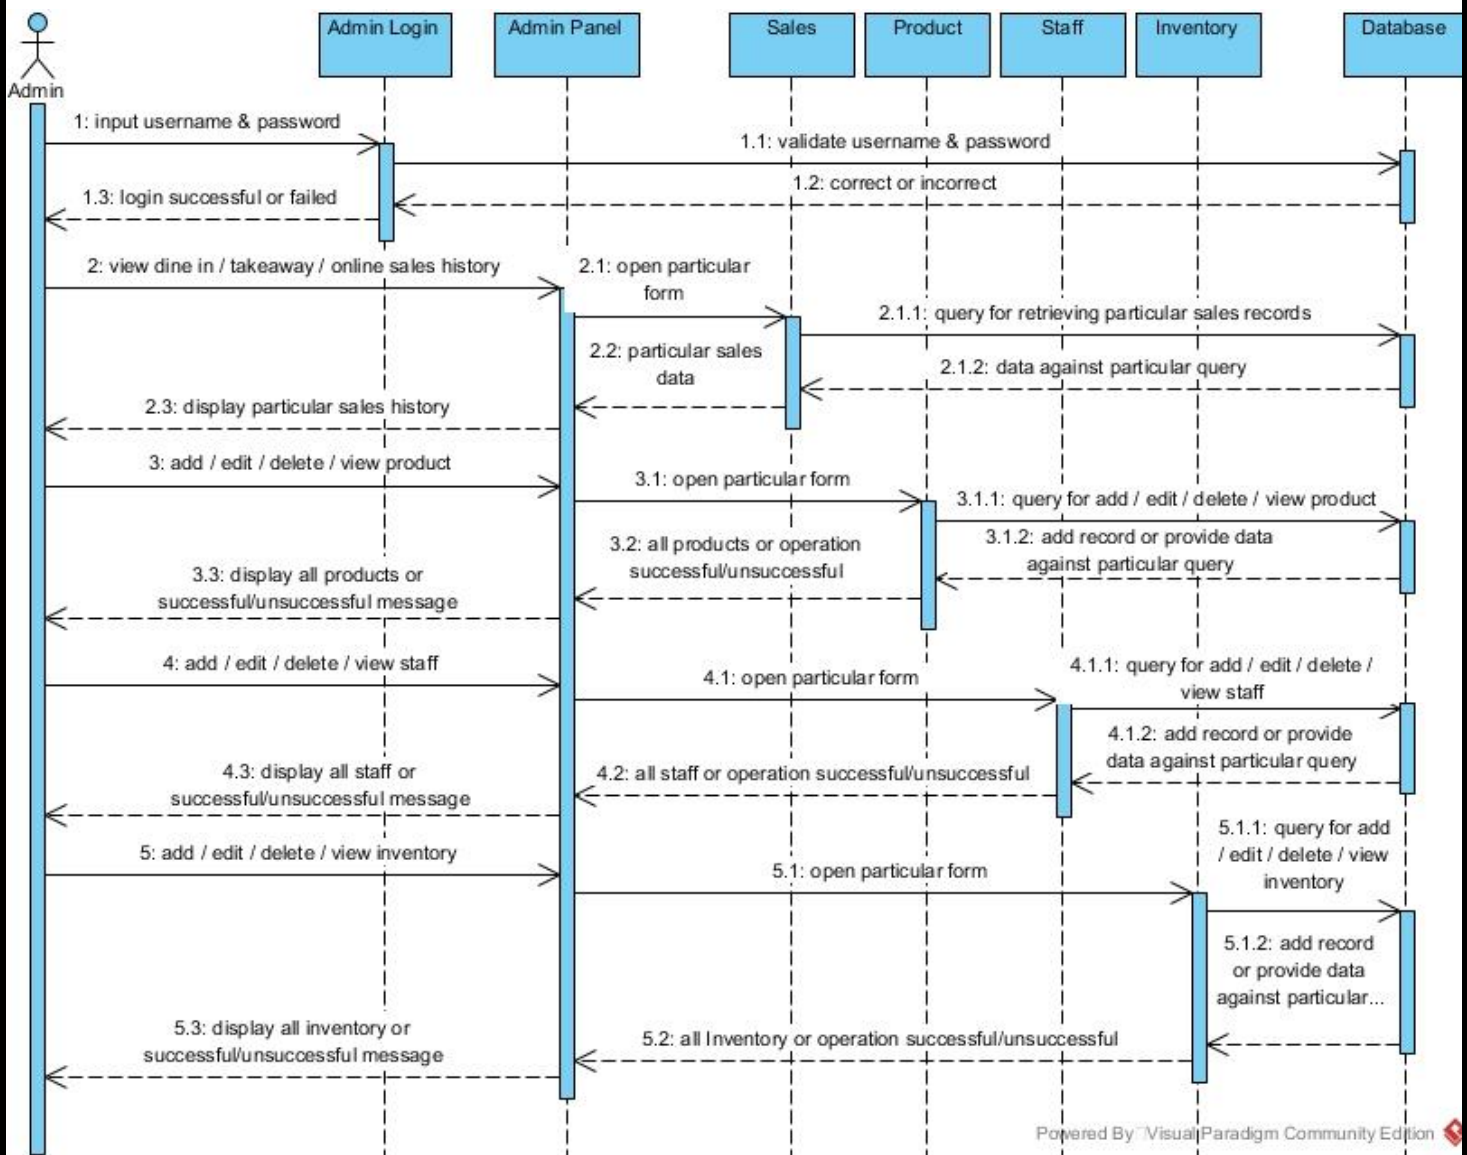 Admin Login
Admin Panel
Sales
Product
Staff
Inventory
Database
Admin
1: input username & password
1.1: validate username & password
1.2: correct or incorrect
1.3: login successful or failed
2: view dine in / takeaway / online sales history
2.1: open particular
form
2.1.1: query for retrieving particular sales records
2.2: particular sales
data
2.1.2: data against particular query
2.3: display particular sales history
3: add / edit / delete / view product
3.1: open particular form
3.1.1: query for add / edit / delete / view product
3.1.2: add record or provide data
against particular query
3.2: all products or operation
successful/unsuccessful
3.3: display all products or
successful/unsuccessful message
4: add / edit / delete / view staff
4.1: open particular form
4.1.1: query for add / edit / delete /
view staff
4.1.2: add record or provide
data against particular query
4.2: all staff or operation successful/unsuccessful
4.3: display all staff or
successful/unsuccessful message
5: add / edit / delete / view inventory
5.1: open particular form
5.1.1: query for add
/ edit / delete / view
inventory
5.1.2: add record
or provide data
against particular...
5.2: all Inventory or operation successful/unsuccessful
5.3: display all inventory or
successful/unsuccessful message
Powered By Visual Paradigm Community Edition